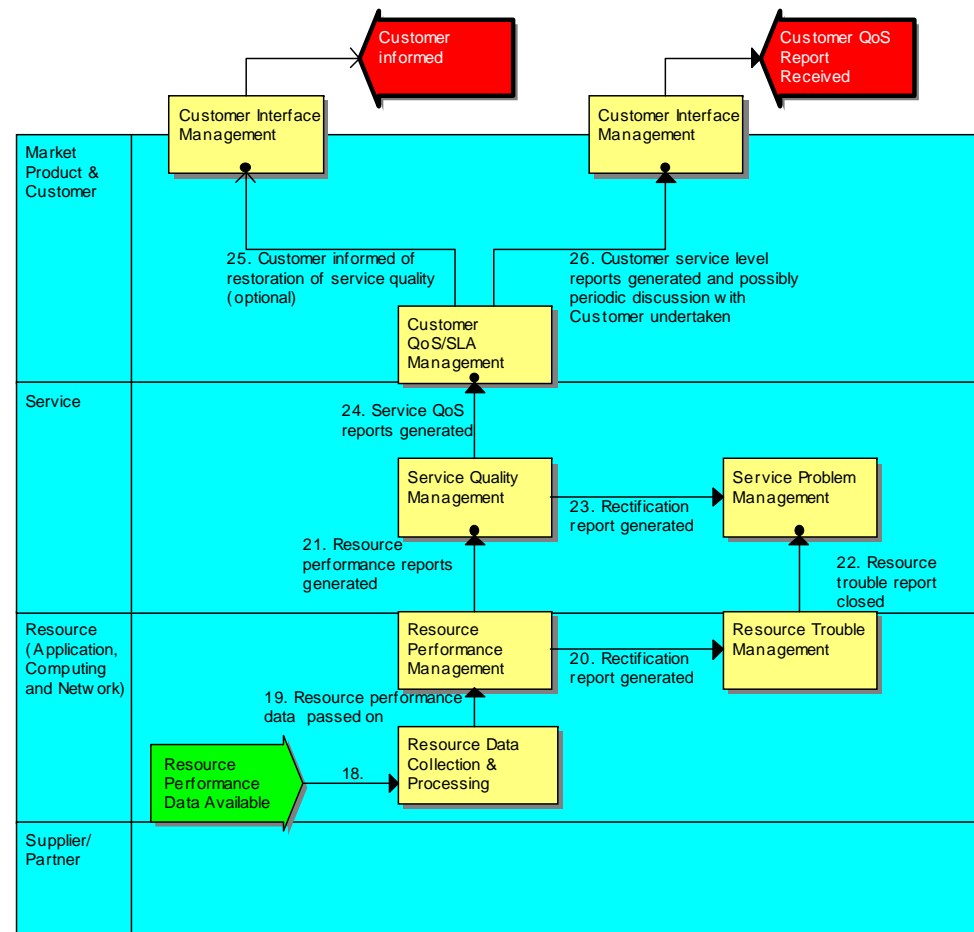 Customer
informed
Customer QoS
Report
Received
Customer Interface
Management
Customer Interface
Management
Market
Product &
Customer
25. Customer informed of
restoration of service quality
(optional)
26. Customer service level
reports generated and possibly
periodic discussion with
Customer undertaken
Customer
QoS/SLA
Management
Service
24. Service QoS
reports generated
Service Quality
Management
Service Problem
Management
23. Rectification
report generated
21. Resource
performance reports
generated
22. Resource
trouble report
closed
Resource
(Application,
Computing
and Network)
Resource
Performance
Management
Resource Trouble
Management
20. Rectification
report generated
19. Resource performance
data passed on
Resource Data
Collection &
Processing
Resource
Performance
Data Available
18.
Supplier/
Partner